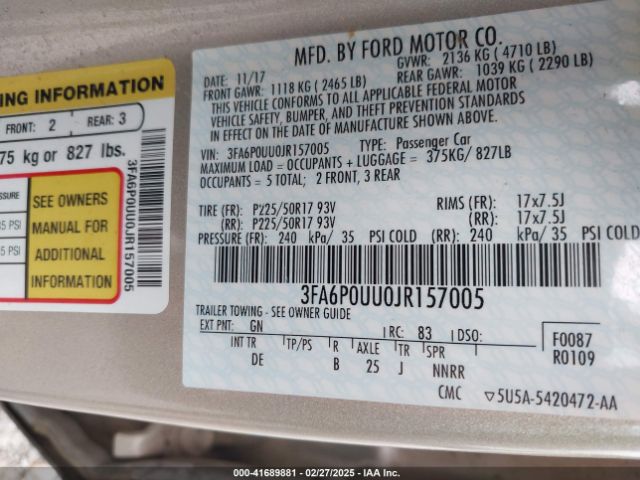 ING INFORMATION
FRONT: 2 REAR: 3
75 kg or 827 lbs.
SSURE
5 PSI
5 PSI
SEE OWNERS
MANUAL FOR
ADDITIONAL
INFORMATION
3FA6P0UU0JR157005
MFD. BY FORD MOTOR CO.
DATE: 11/17 GVWR: 2136 KG ( 4710 LB)
FRONT GAWR: 1118 KG ( 2465 LB) REAR GAWR: 1039 KG ( 2290 LB)
THIS VEHICLE CONFORMS TO ALL APPLICABLE FEDERAL MOTOR
VEHICLE SAFETY, BUMPER, AND THEFT PREVENTION STANDARDS
IN EFFECT ON THE DATE OF MANUFACTURE SHOWN ABOVE.
VIN: 3FA6P0UU0JR157005 TYPE: Passenger Car
MAXIMUM LOAD = OCCUPANTS + LUGGAGE = 375KG/ 827LB
OCCUPANTS = 5 TOTAL; 2 FRONT, 3 REAR
TIRE (FR): P225/50R17 93V RIMS (FR): 17x7.5J
(RR): P225/50R17 93V (RR): 17x7.5J
PRESSURE (FR): 240 kPa/ 35 PSI COLD (RR): 240 kPa/ 35 PSI COLD
3FA6P0UU0JR157005
TRAILER TOWING - SEE OWNER GUIDE
EXT PNT: GN RC: 83 DSO: F0087
INT TR TP/PS R AXLE TR SPR R0109
DE B 25 J NNRR
CMC ▽5U5A-5420472-AA
000-41689881 - 02/27/2025 - IAA Inc.